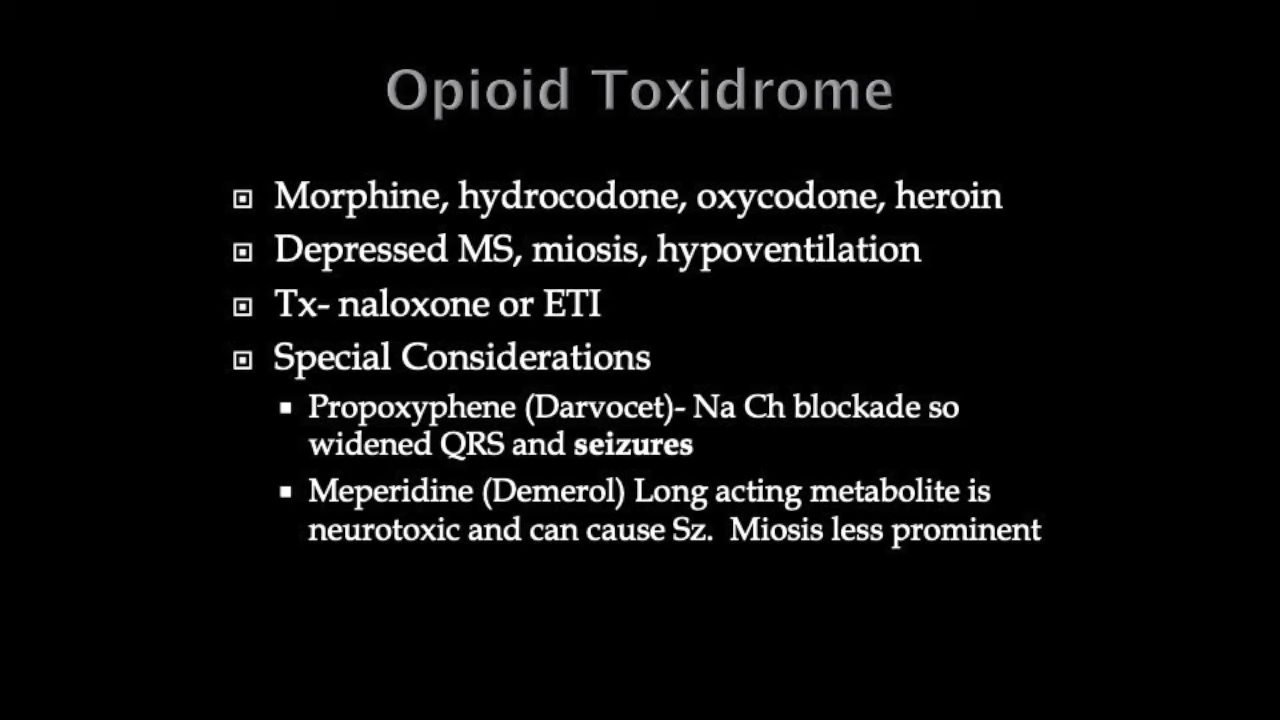 Opioid Toxidrome
Morphine, hydrocodone, oxycodone, heroin
Depressed MS, miosis, hypoventilation
Tx- naloxone or ETI
Special Considerations
Propoxyphene (Darvocet)- Na Ch blockade so
widened QRS and seizures
Meperidine (Demerol) Long acting metabolite is
neurotoxic and can cause Sz.  Miosis less prominent